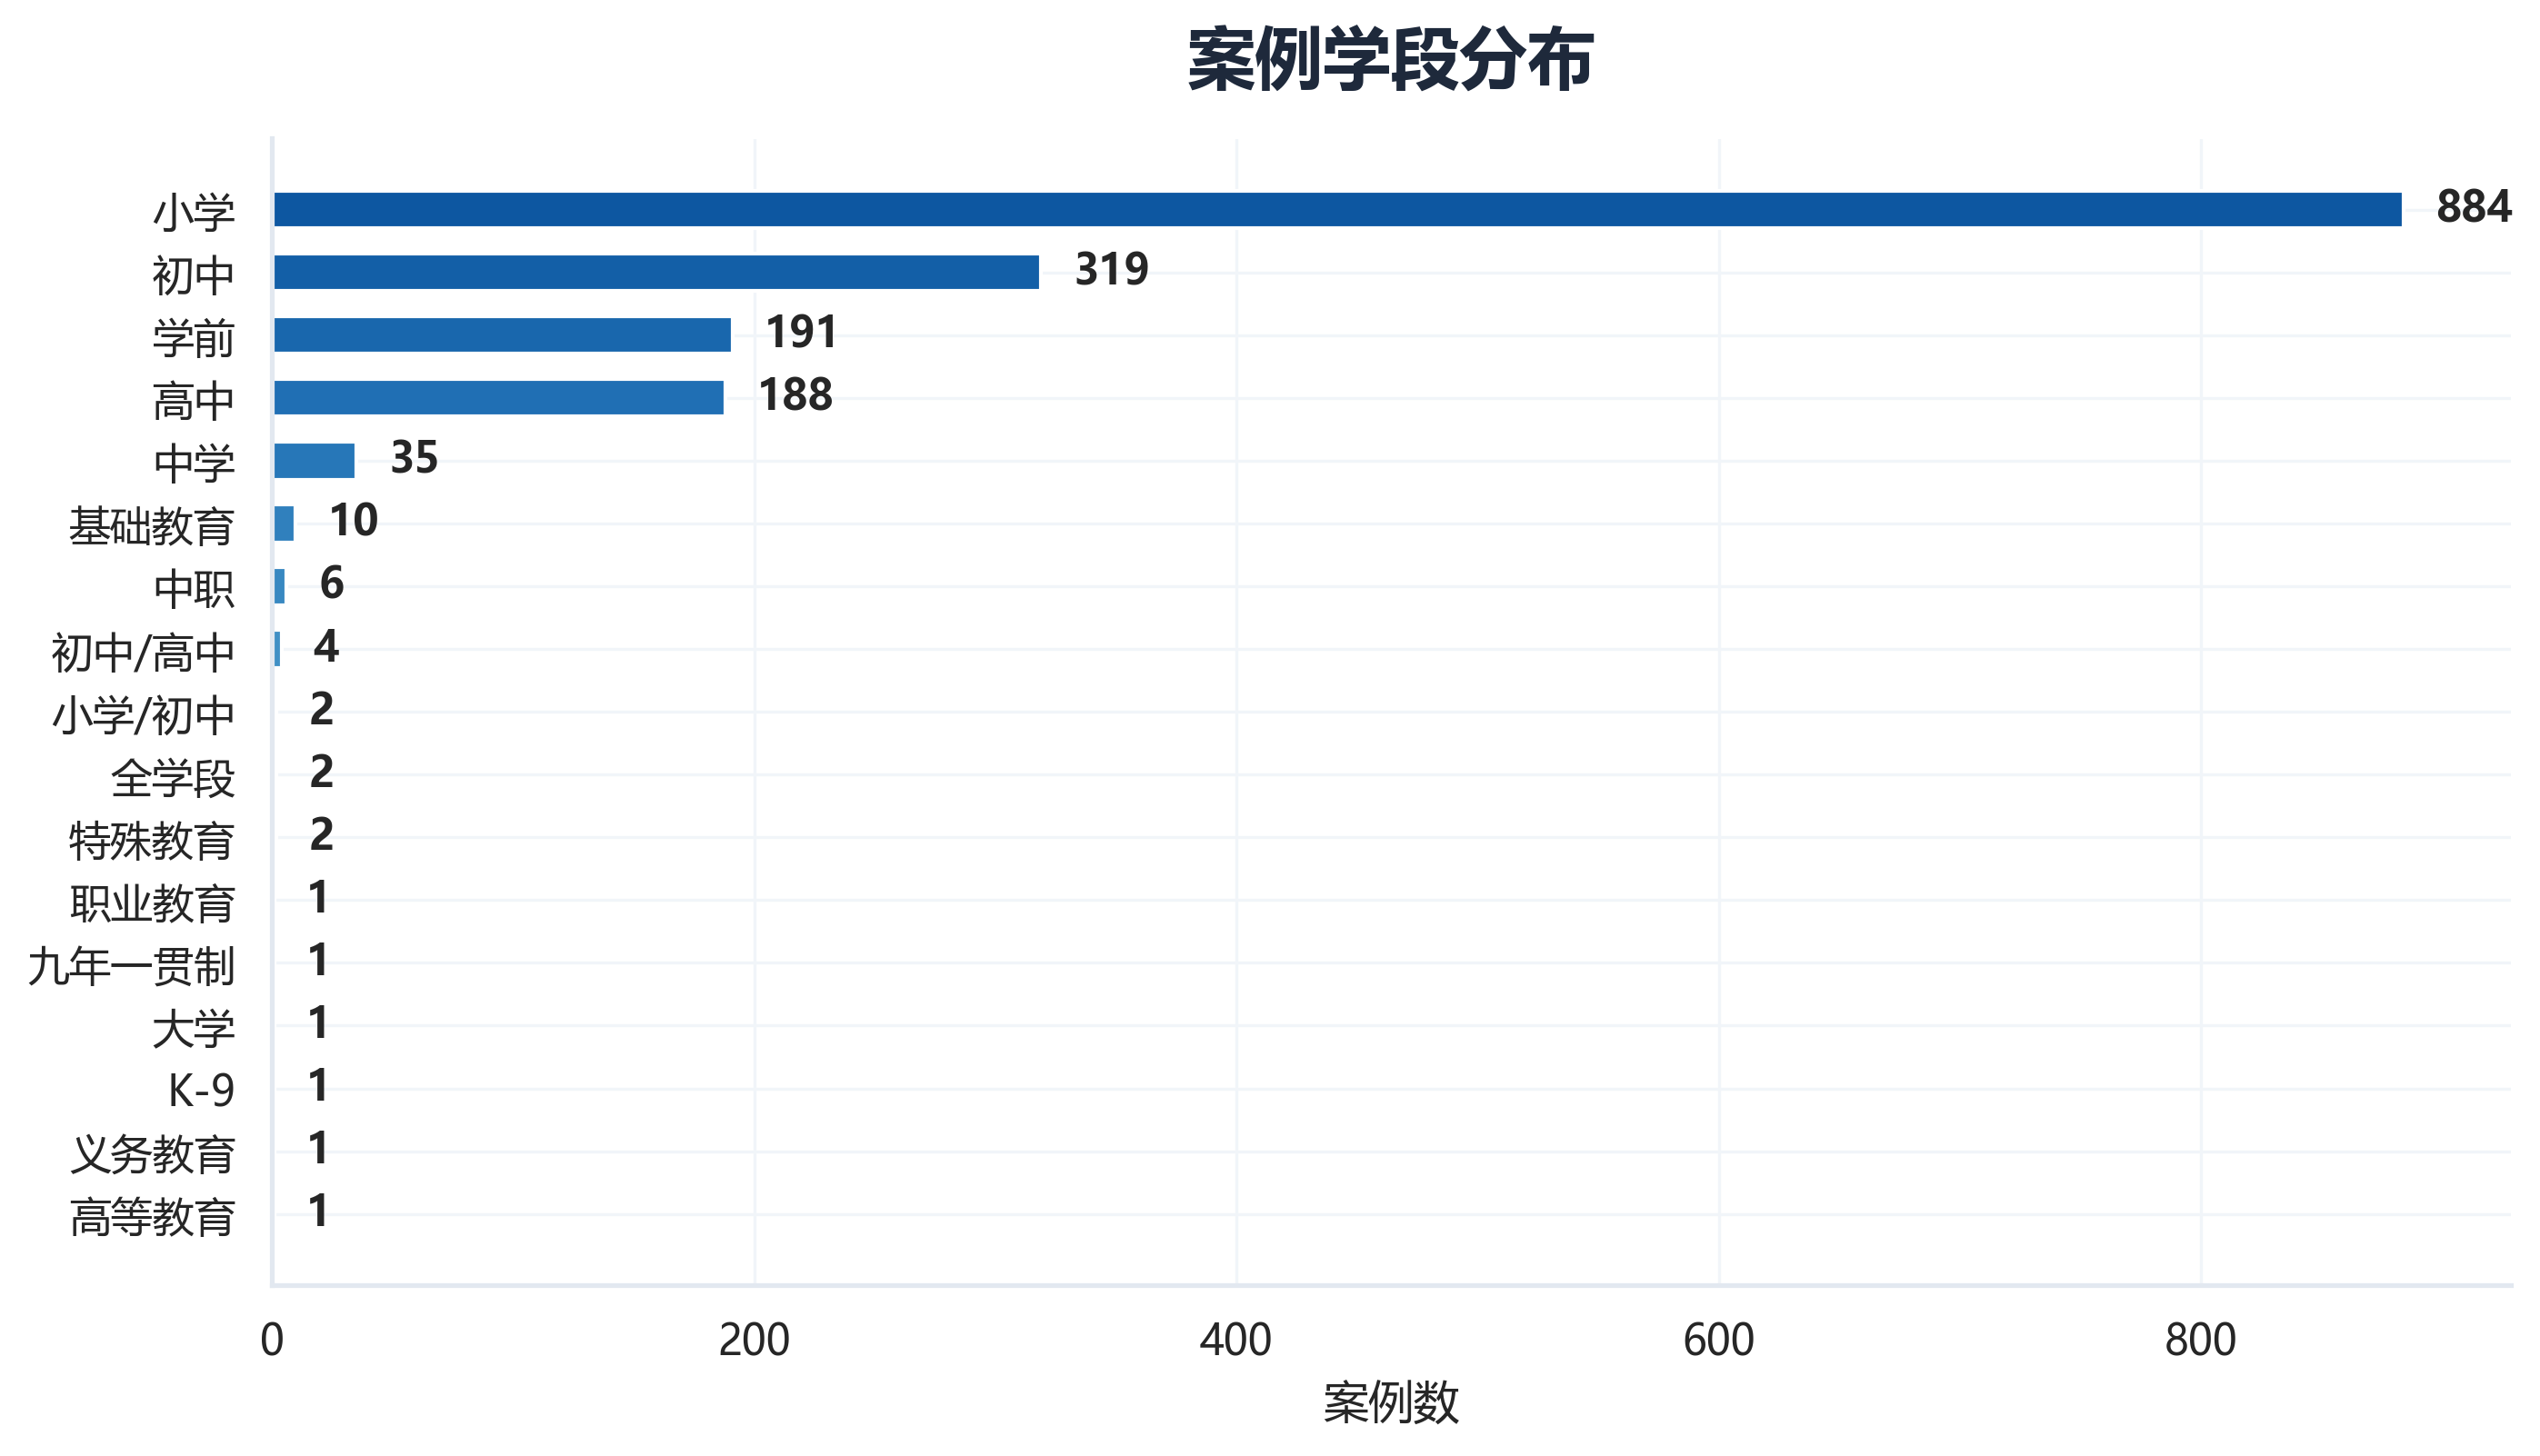 案例学段分布
小学 884
初中 319
学前 191
高中 188
中学 35
基础教育 10
中职 6
初中/高中 4
小学/初中 2
全学段 2
特殊教育 2
职业教育 1
九年一贯制 1
大学 1
K-9 1
义务教育 1
高等教育 1
0 200 400 600 800
案例数